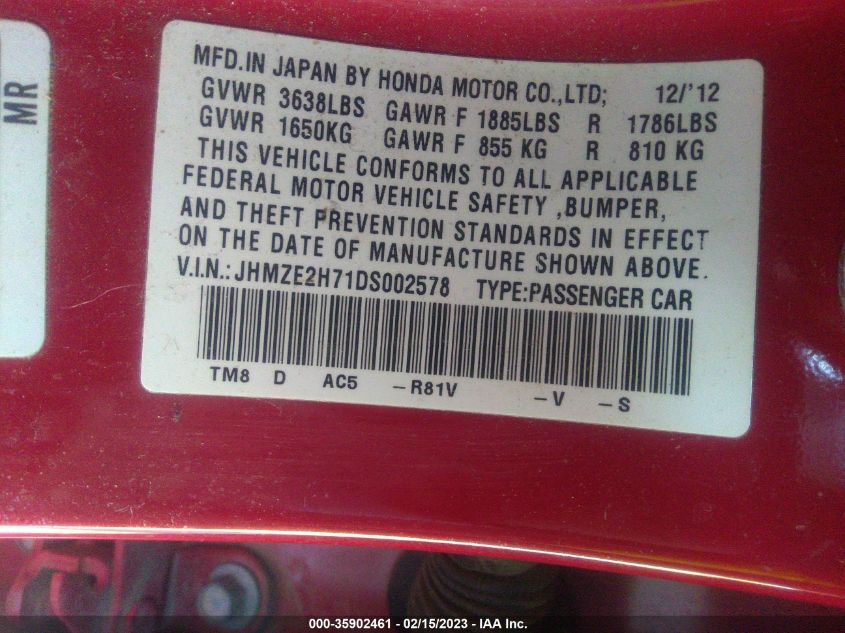 MR
MFD.IN JAPAN BY HONDA MOTOR CO.,LTD; 12/'12
GVWR 3638LBS GAWR F 1885LBS R 1786LBS
GVWR 1650KG GAWR F 855 KG R 810 KG
THIS VEHICLE CONFORMS TO ALL APPLICABLE
FEDERAL MOTOR VEHICLE SAFETY ,BUMPER,
AND THEFT PREVENTION STANDARDS IN EFFECT
ON THE DATE OF MANUFACTURE SHOWN ABOVE.
V.I.N.: JHMZE2H71DS002578 TYPE:PASSENGER CAR
TM8 D AC5 –R81V –V –S
000-35902461 - 02/15/2023 - IAA Inc.